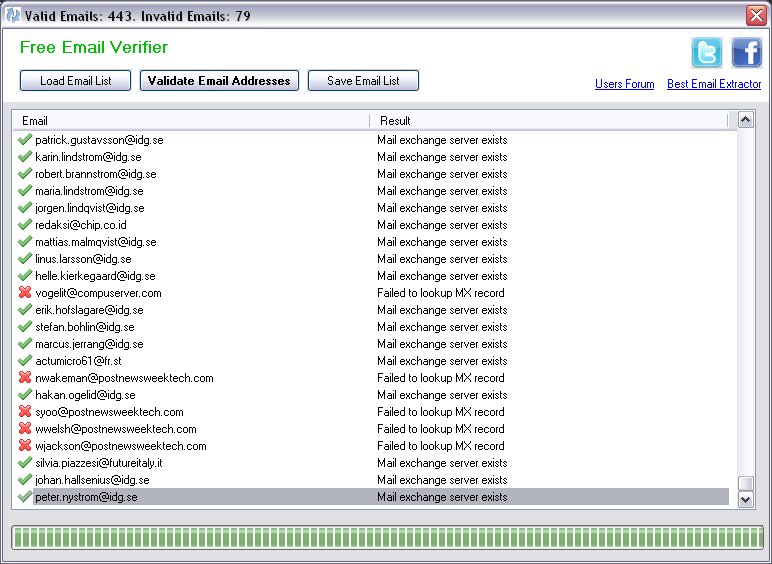 Valid Emails: 443. Invalid Emails: 79
Free Email Verifier
Load Email List Validate Email Addresses Save Email List
Users Forum Best Email Extractor
Email Result
patrick.gustavsson@idg.se Mail exchange server exists
karin.lindstrom@idg.se Mail exchange server exists
robert.brannstrom@idg.se Mail exchange server exists
maria.lindstrom@idg.se Mail exchange server exists
jorgen.lindqvist@idg.se Mail exchange server exists
redaksi@chip.co.id Mail exchange server exists
mattias.malmqvist@idg.se Mail exchange server exists
linus.larsson@idg.se Mail exchange server exists
helle.kierkegaard@idg.se Mail exchange server exists
vogelit@compuserver.com Failed to lookup MX record
erik.hofslagare@idg.se Mail exchange server exists
stefan.bohlin@idg.se Mail exchange server exists
marcus.jerrang@idg.se Mail exchange server exists
actumicro61@fr.st Mail exchange server exists
nwakeman@postnewsweektech.com Failed to lookup MX record
hakan.ogelid@idg.se Mail exchange server exists
syoo@postnewsweektech.com Failed to lookup MX record
wwelsh@postnewsweektech.com Failed to lookup MX record
wjackson@postnewsweektech.com Failed to lookup MX record
silvia.piazzesi@futureitaly.it Mail exchange server exists
johan.hallsenius@idg.se Mail exchange server exists
peter.nystrom@idg.se Mail exchange server exists